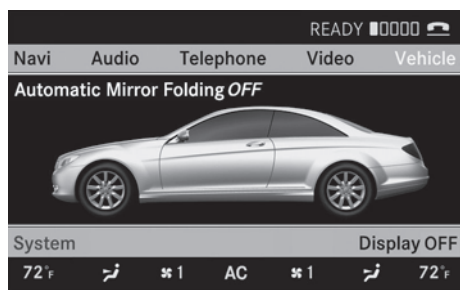 READY
Navi Audio Telephone Video Vehicle
Automatic Mirror Folding OFF
System Display OFF
72°F 1 AC 1 72°F